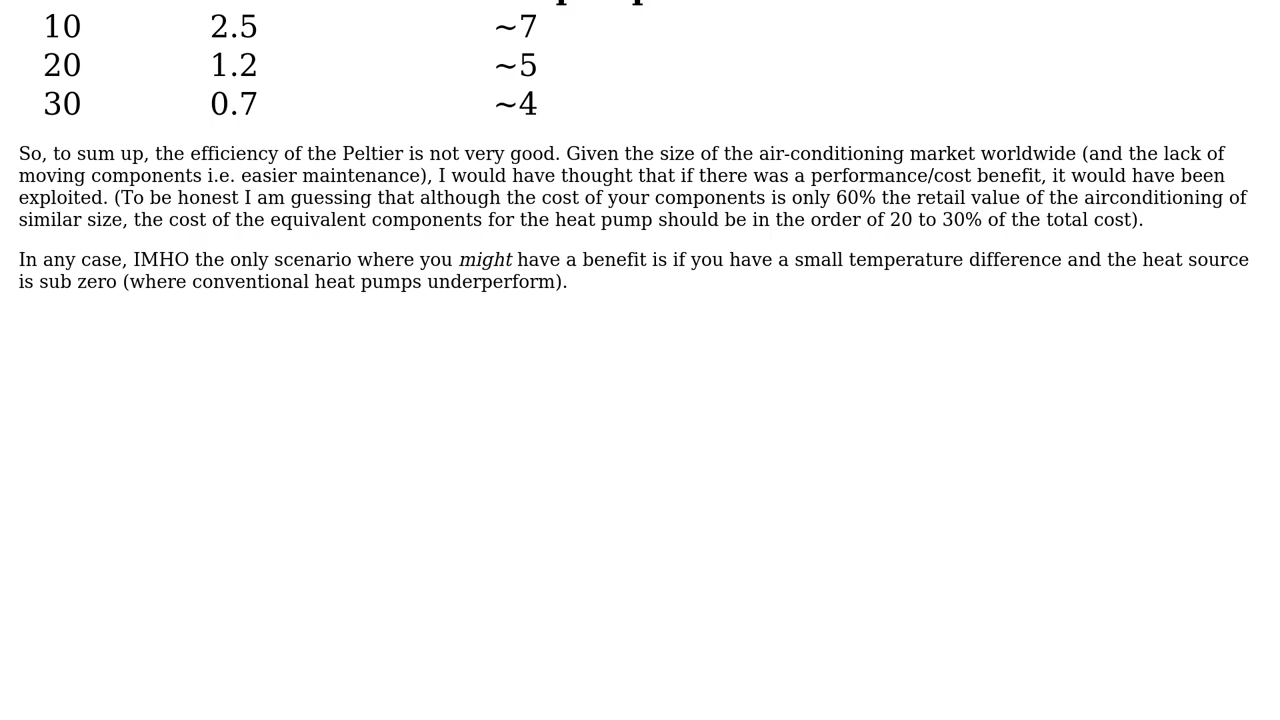 10 2.5 ~7
20 1.2 ~5
30 0.7 ~4
So, to sum up, the efficiency of the Peltier is not very good. Given the size of the air-conditioning market worldwide (and the lack of
moving components i.e. easier maintenance), I would have thought that if there was a performance/cost benefit, it would have been
exploited. (To be honest I am guessing that although the cost of your components is only 60% the retail value of the airconditioning of
similar size, the cost of the equivalent components for the heat pump should be in the order of 20 to 30% of the total cost).
In any case, IMHO the only scenario where you might have a benefit is if you have a small temperature difference and the heat source
is sub zero (where conventional heat pumps underperform).